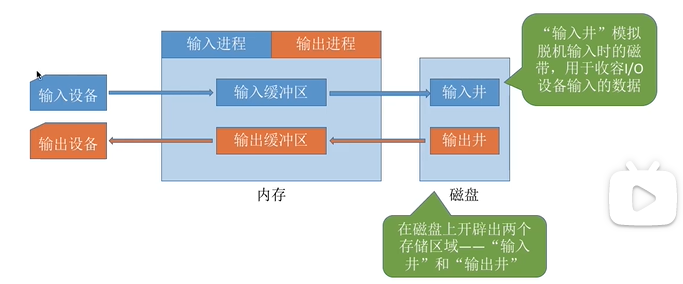 输入进程
输出进程
“输入井”模拟
脱机输入时的磁
带，用于收容I/O
设备输入的数据
输入设备
输入缓冲区
输入井
输出设备
输出缓冲区
输出井
内存
磁盘
在磁盘上开辟出两个
存储区域——“输入
井”和“输出井”